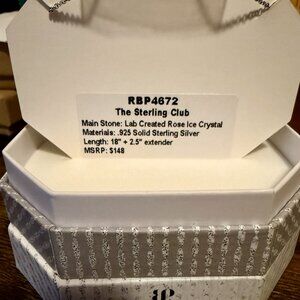 RBP4672
The Sterling Club
Main Stone: Lab Created Rose Ice Crystal
Materials: .925 Solid Sterling Silver
Length: 18" + 2.5" extender
MSRP: $148